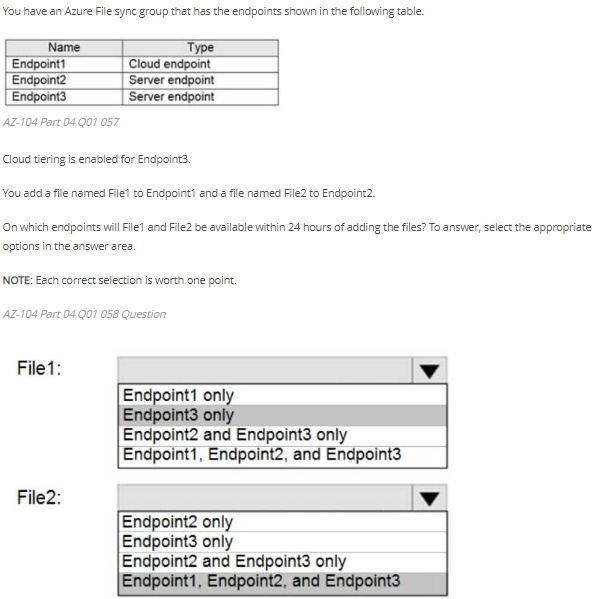 You have an Azure File sync group that has the endpoints shown in the following table.
Name Type
Endpoint1 Cloud endpoint
Endpoint2 Server endpoint
Endpoint3 Server endpoint
AZ-104 Part 04 Q01 057
Cloud tiering is enabled for Endpoint3.
You add a file named File1 to Endpoint1 and a file named File2 to Endpoint2.
On which endpoints will File1 and File2 be available within 24 hours of adding the files? To answer, select the appropriate
options in the answer area.
NOTE: Each correct selection is worth one point.
AZ-104 Part 04 Q01 058 Question
File1:
Endpoint1 only
Endpoint3 only
Endpoint2 and Endpoint3 only
Endpoint1, Endpoint2, and Endpoint3
File2:
Endpoint2 only
Endpoint3 only
Endpoint2 and Endpoint3 only
Endpoint1, Endpoint2, and Endpoint3